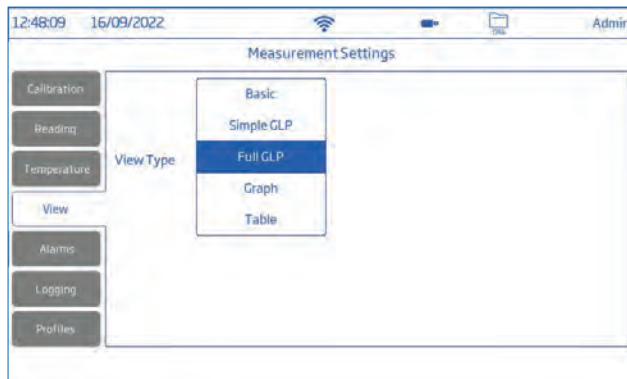 12:48:09 16/09/2022 Admin
Measurement Settings
Calibration
Reading
Temperature
View
Alarms
Logging
Profiles
View Type
Basic
Simple GLP
Full GLP
Graph
Table